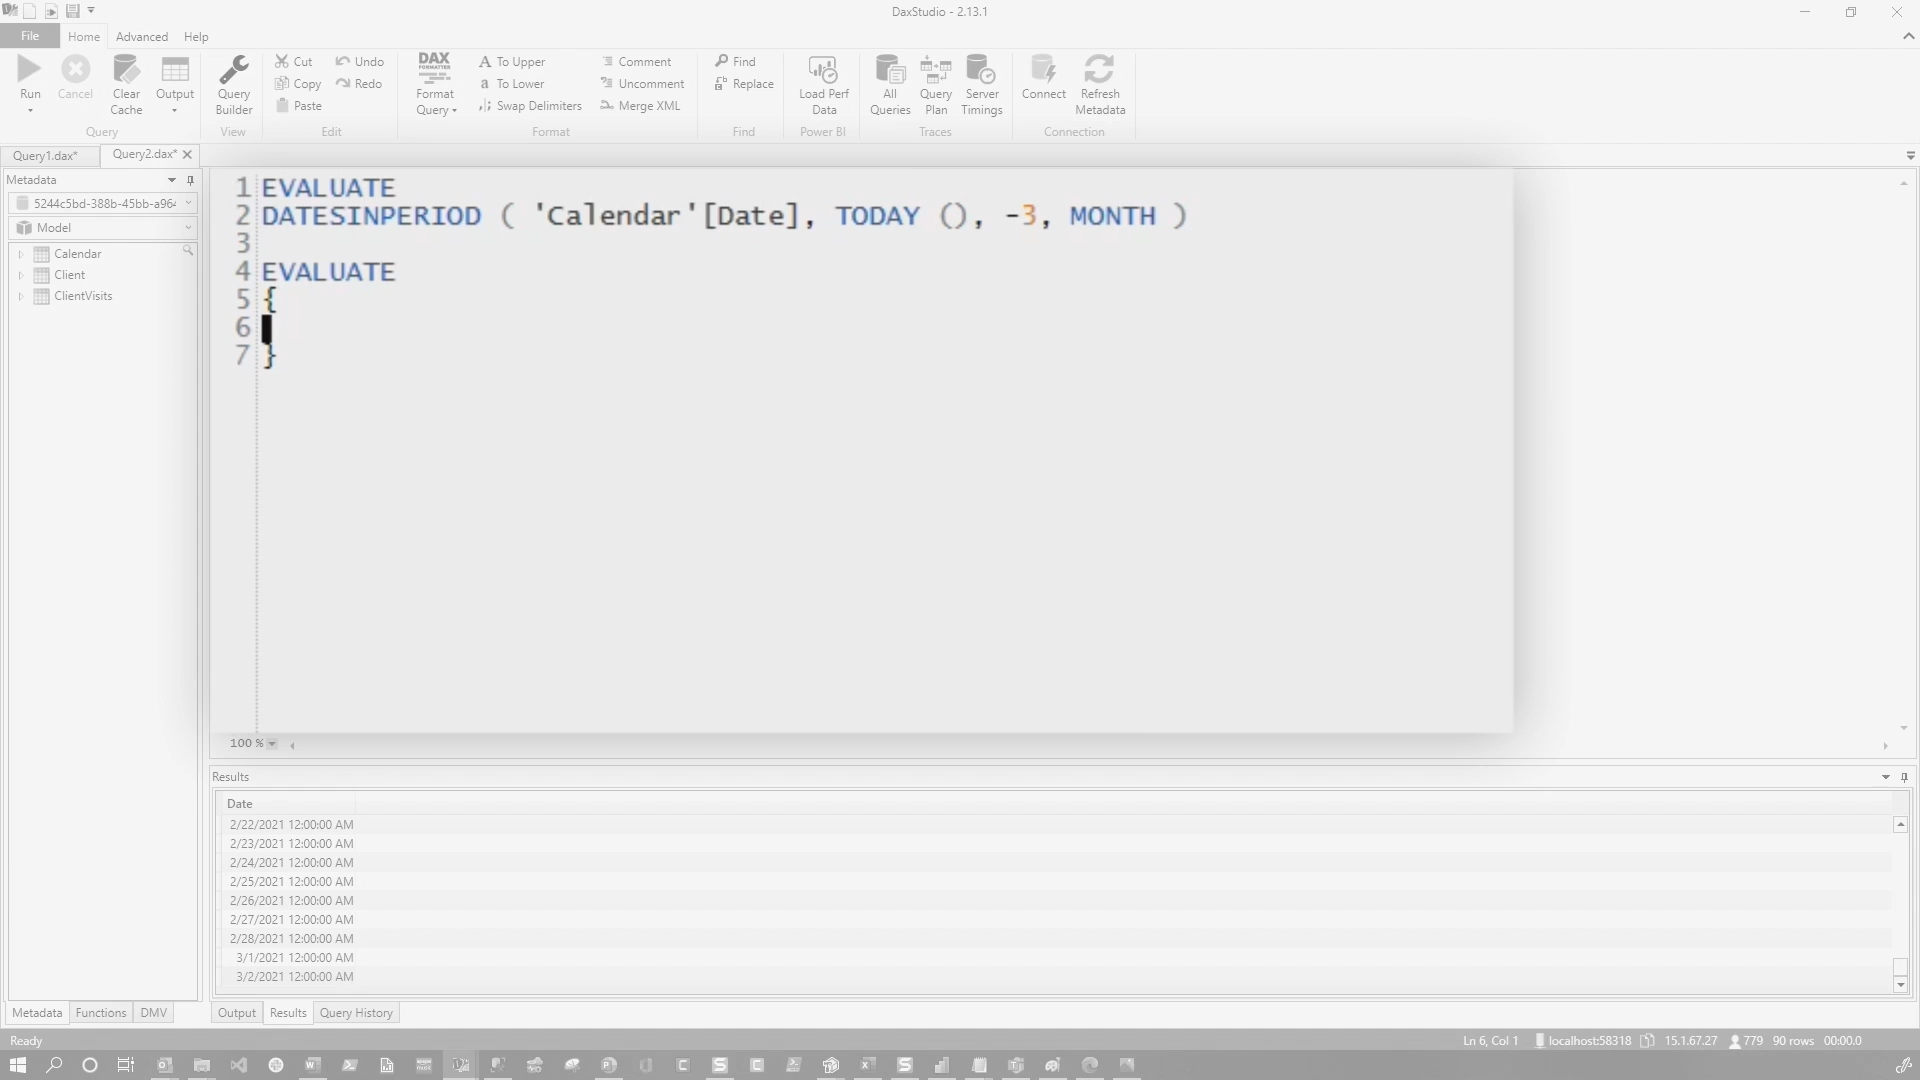 DaxStudio - 2.13.1
File Home Advanced Help
Run
Cancel
Clear Cache
Output
Query
Query Builder
View
Cut
Copy
Paste
Undo
Redo
Edit
DAX FORMATTER
Format Query
To Upper
To Lower
Swap Delimiters
Comment
Uncomment
Merge XML
Format
Find
Replace
Find
Load Perf Data
Power BI
All Queries
Query Plan
Server Timings
Traces
Connect
Refresh Metadata
Connection
Query1.dax* Query2.dax*
Metadata
5244c5bd-388b-45bb-a964
Model
Calendar
Client
ClientVisits
1 EVALUATE
2 DATESINPERIOD ( 'Calendar'[Date], TODAY (), -3, MONTH )
3
4 EVALUATE
5 {
6
7 }
100 %
Results
Date
2/22/2021 12:00:00 AM
2/23/2021 12:00:00 AM
2/24/2021 12:00:00 AM
2/25/2021 12:00:00 AM
2/26/2021 12:00:00 AM
2/27/2021 12:00:00 AM
2/28/2021 12:00:00 AM
3/1/2021 12:00:00 AM
3/2/2021 12:00:00 AM
Metadata Functions DMV
Output Results Query History
Ready
Ln 6, Col 1 localhost:58318 15.1.67.27 779 90 rows 00:00.0